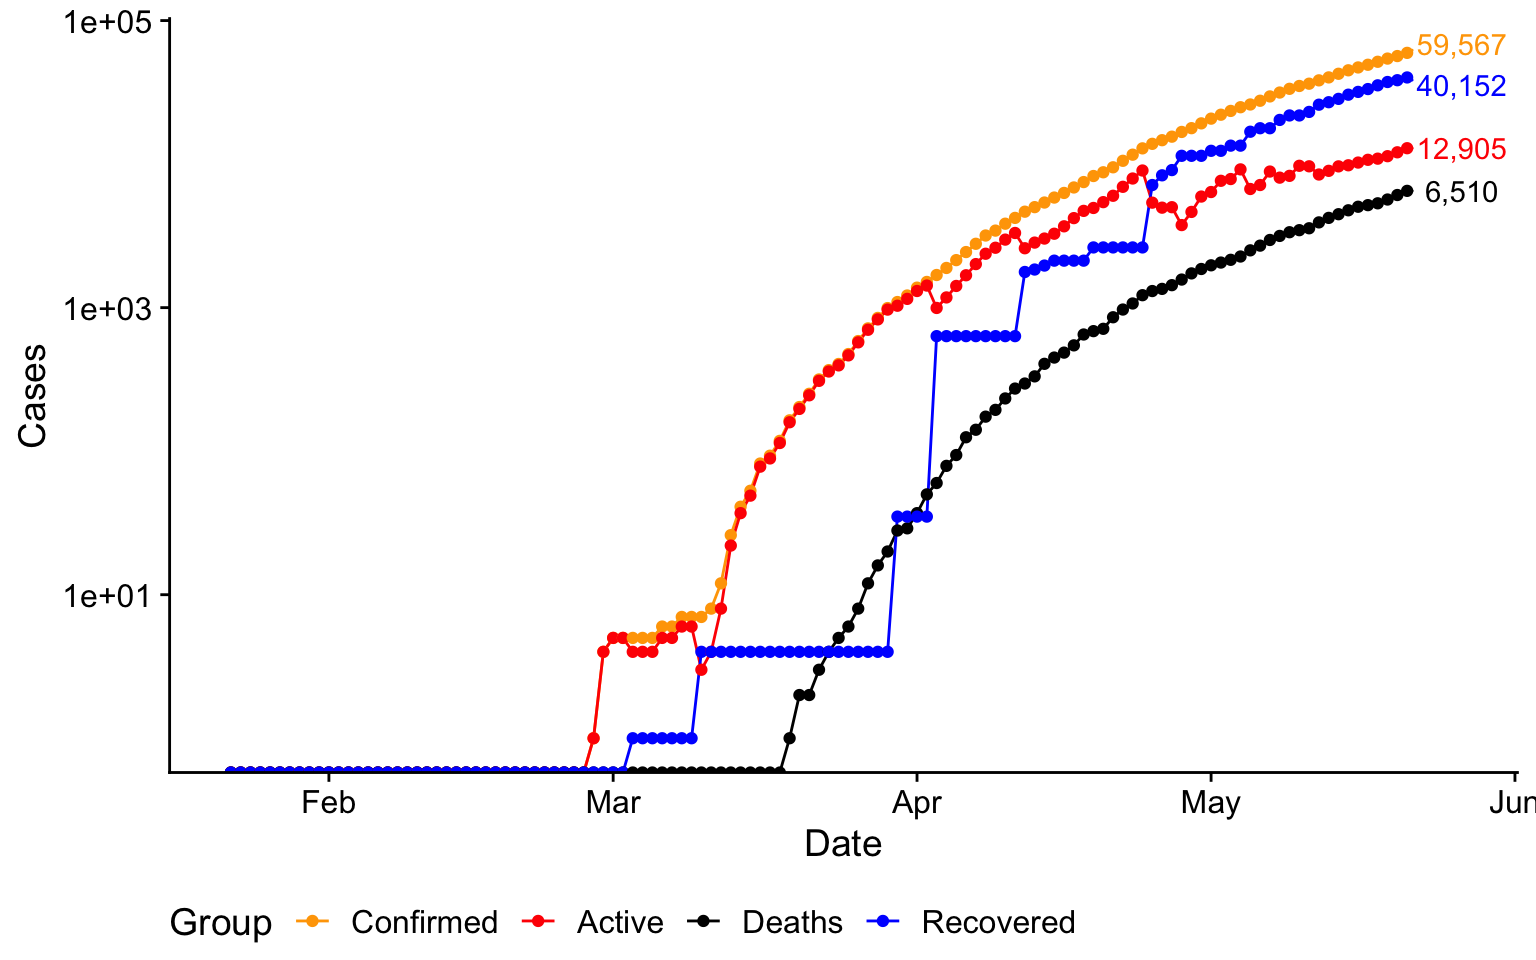 1e+05
59,567
40,152
12,905
6,510
1e+03
Cases
1e+01
Feb Mar Apr May Jun
Date
Group Confirmed Active Deaths Recovered